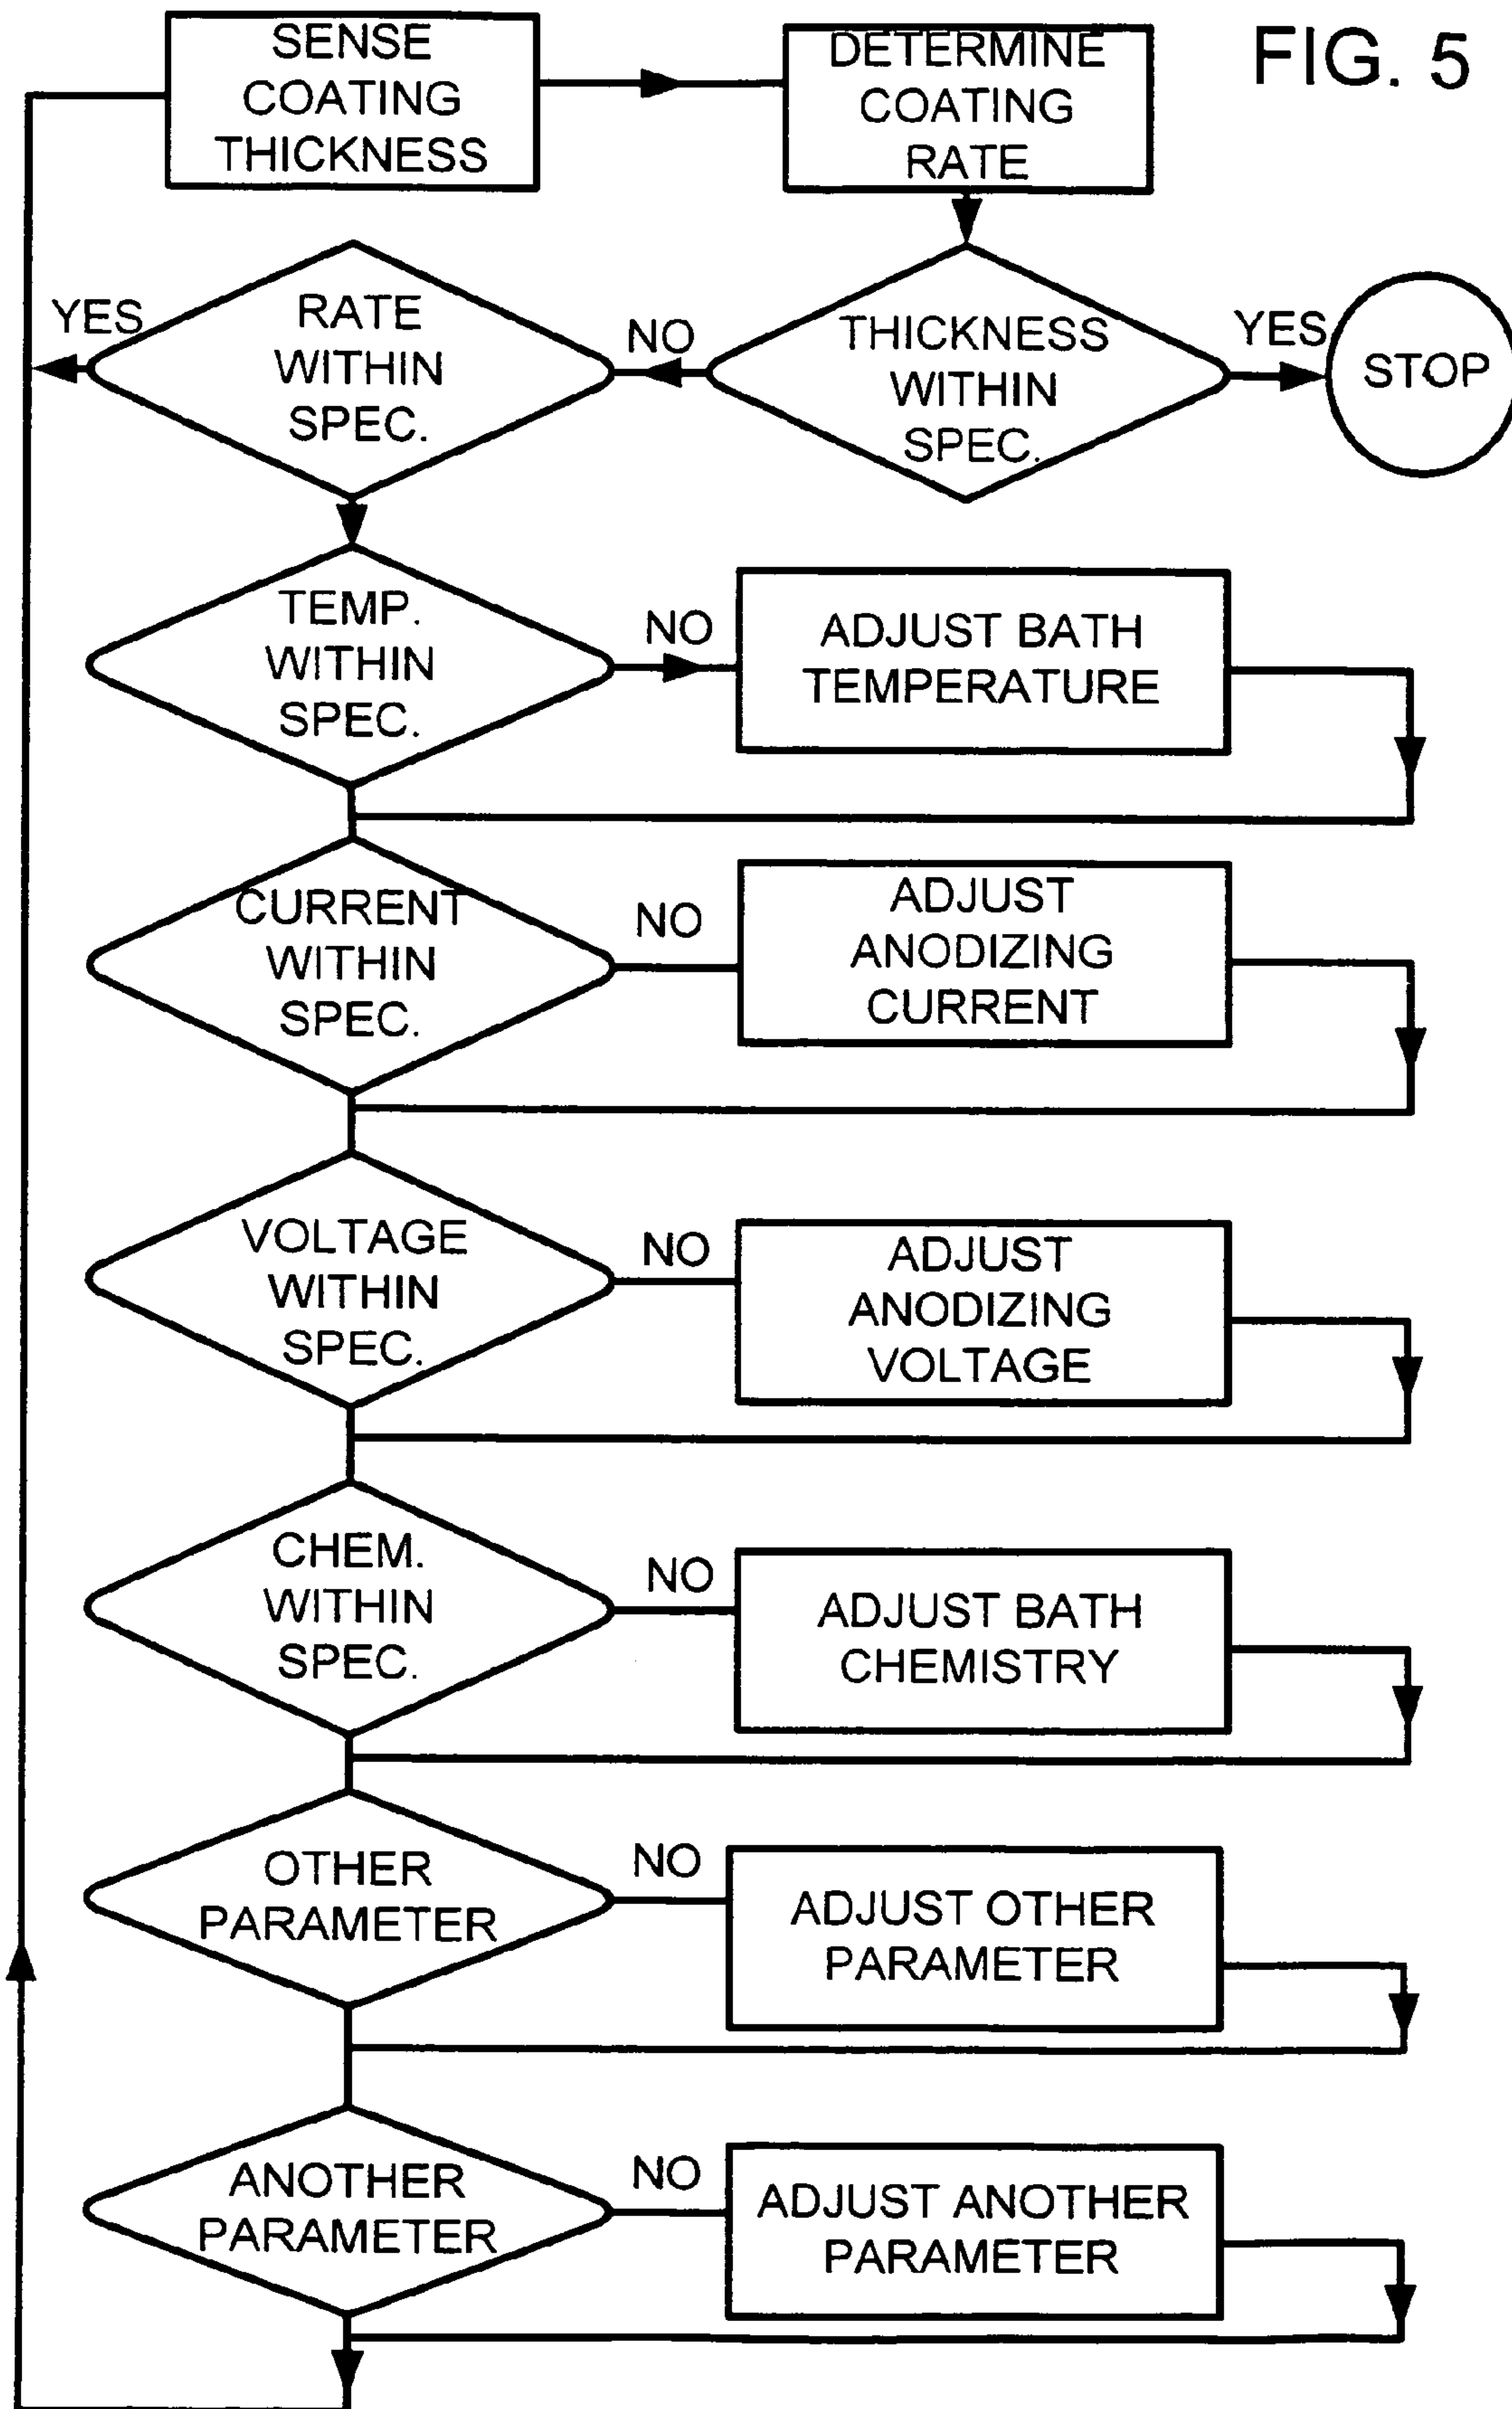 FIG. 5
SENSE
COATING
THICKNESS
DETERMINE
COATING
RATE
YES
RATE
WITHIN
SPEC.
NO
THICKNESS
WITHIN
SPEC.
YES
STOP
TEMP.
WITHIN
SPEC.
NO
ADJUST BATH
TEMPERATURE
CURRENT
WITHIN
SPEC.
NO
ADJUST
ANODIZING
CURRENT
VOLTAGE
WITHIN
SPEC.
NO
ADJUST
ANODIZING
VOLTAGE
CHEM.
WITHIN
SPEC.
NO
ADJUST BATH
CHEMISTRY
OTHER
PARAMETER
NO
ADJUST OTHER
PARAMETER
ANOTHER
PARAMETER
NO
ADJUST ANOTHER
PARAMETER